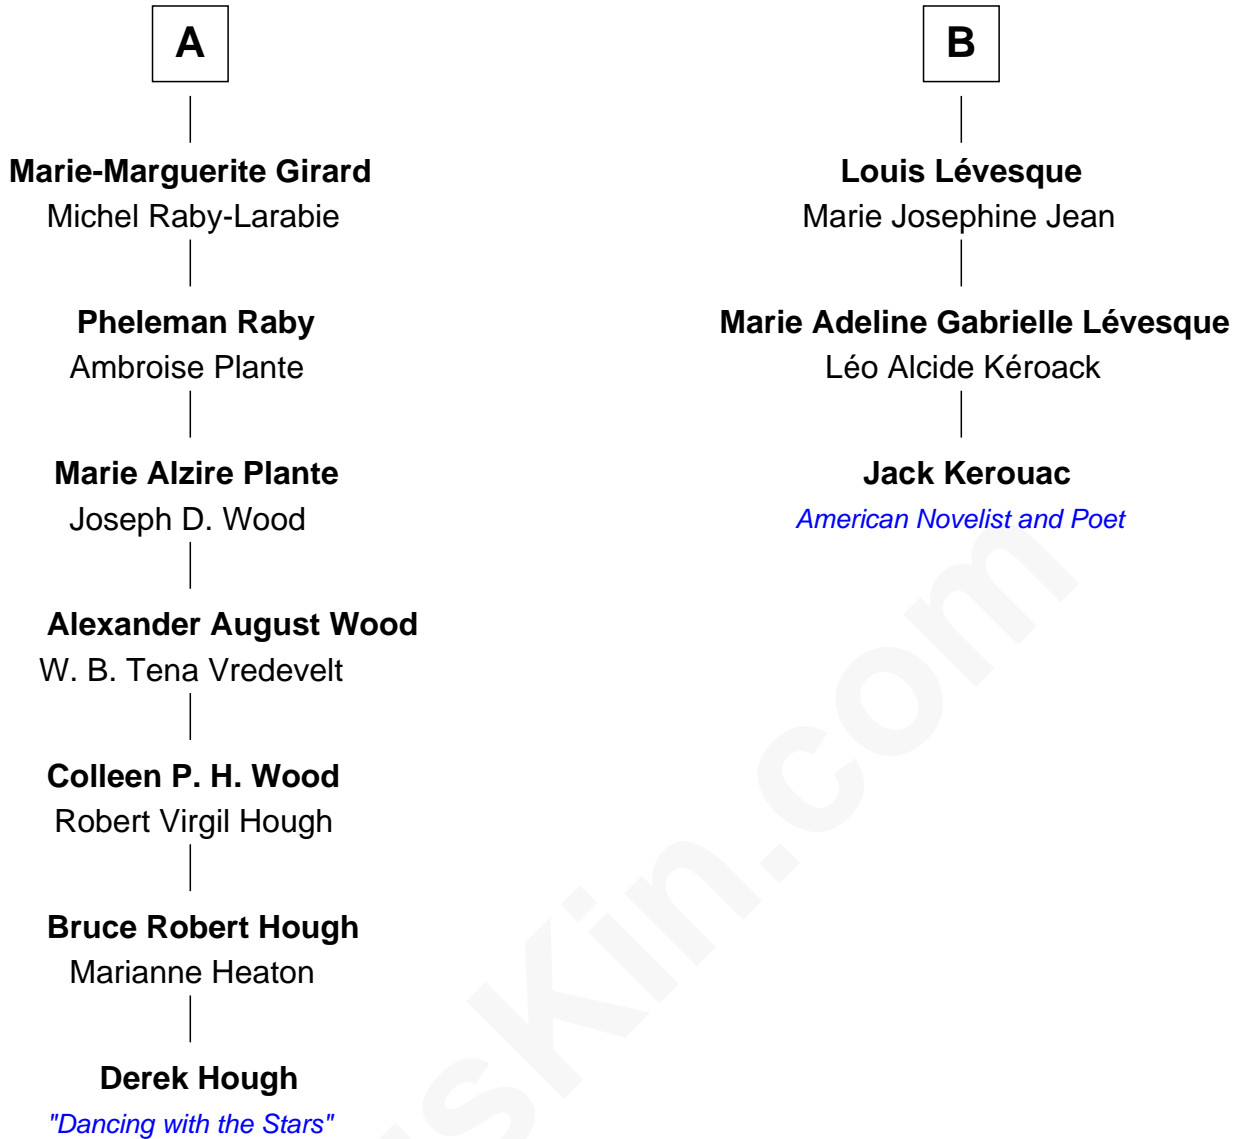 A
Marie-Marguerite Girard
Michel Raby-Larabie
Pheleman Raby
Ambroise Plante
Marie Alzire Plante
Joseph D. Wood
Alexander August Wood
W. B. Tena Vredevelt
Colleen P. H. Wood
Robert Virgil Hough
Bruce Robert Hough
Marianne Heaton
Derek Hough
"Dancing with the Stars"
B
Louis Lévesque
Marie Josephine Jean
Marie Adeline Gabrielle Lévesque
Léo Alcide Kéroack
Jack Kerouac
American Novelist and Poet
sKin.com